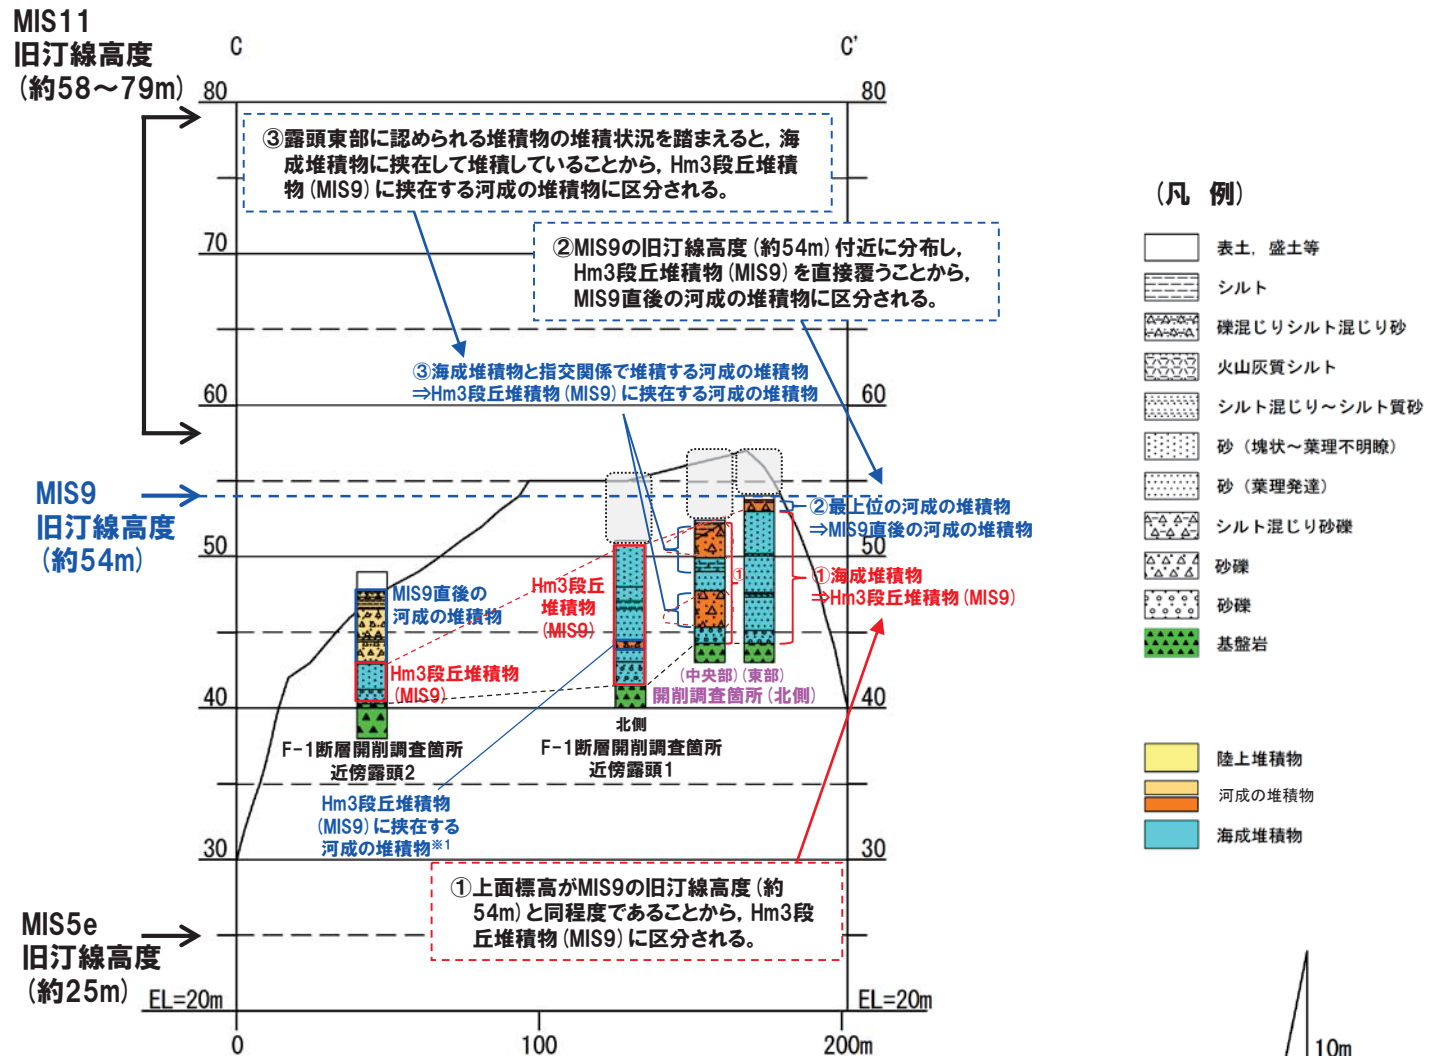 MIS11
旧汀線高度
(約58～79m)
C
C'
80
80
③露頭東部に認められる堆積物の堆積状況を踏まえると，海
成堆積物に挟在して堆積していることから，Hm3段丘堆積
物(MIS9)に挟在する河成の堆積物に区分される。
70
②MIS9の旧汀線高度(約54m)付近に分布し，
Hm3段丘堆積物(MIS9)を直接覆うことから，
MIS9直後の河成の堆積物に区分される。
③海成堆積物と指交関係で堆積する河成の堆積物
⇒Hm3段丘堆積物(MIS9)に挟在する河成の堆積物
60
60
MIS9
旧汀線高度
(約54m)
②最上位の河成の堆積物
⇒MIS9直後の河成の堆積物
50
50
①
①海成堆積物
⇒Hm3段丘堆積物(MIS9)
MIS9直後の
河成の堆積物
Hm3段丘
堆積物
(MIS9)
Hm3段丘堆積物
(MIS9)
(中央部)(東部)
開削調査箇所(北側)
40
40
北側
F-1断層開削調査箇所
近傍露頭1
F-1断層開削調査箇所
近傍露頭2
Hm3段丘堆積物
(MIS9)に挟在する
河成の堆積物※1
30
30
①上面標高がMIS9の旧汀線高度(約
54m)と同程度であることから，Hm3段
丘堆積物(MIS9)に区分される。
MIS5e
旧汀線高度
(約25m)
EL=20m
EL=20m
0
100
200m
(凡 例)
表土，盛土等
シルト
礫混じりシルト混じり砂
火山灰質シルト
シルト混じり～シルト質砂
砂（塊状～葉理不明瞭）
砂（葉理発達）
シルト混じり砂礫
砂礫
砂礫
基盤岩
陸上堆積物
河成の堆積物
海成堆積物
10m